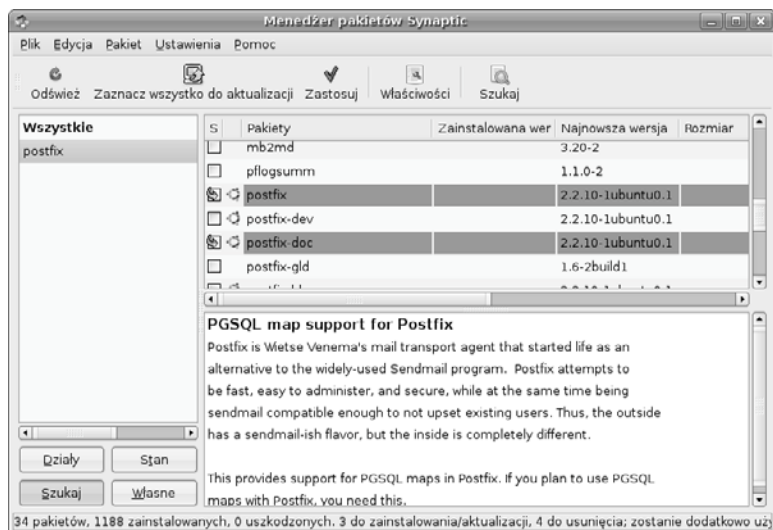 Menedżer pakietów Synaptic
Plik Edycja Pakiet Ustawienia Pomoc
Odśwież Zaznacz wszystko do aktualizacji Zastosuj Właściwości Szukaj
Wszystkie
postfix
S Pakiety Zainstalowana wer Najnowsza wersja Rozmiar
mb2md 3.20-2
pflogsumm 1.1.0-2
postfix 2.2.10-1ubuntu0.1
postfix-dev 2.2.10-1ubuntu0.1
postfix-doc 2.2.10-1ubuntu0.1
postfix-gld 1.6-2build1
PGSQL map support for Postfix
Postfix is Wietse Venema's mail transport agent that started life as an
alternative to the widely-used Sendmail program. Postfix attempts to
be fast, easy to administer, and secure, while at the same time being
sendmail compatible enough to not upset existing users. Thus, the outside
has a sendmail-ish flavor, but the inside is completely different.
This provides support for PGSQL maps in Postfix. If you plan to use PGSQL
maps with Postfix, you need this.
Działy Stan
Szukaj Własne
34 pakietów, 1188 zainstalowanych, 0 uszkodzonych. 3 do zainstalowania/aktualizacji, 4 do usunięcia; zostanie dodatkowo uży